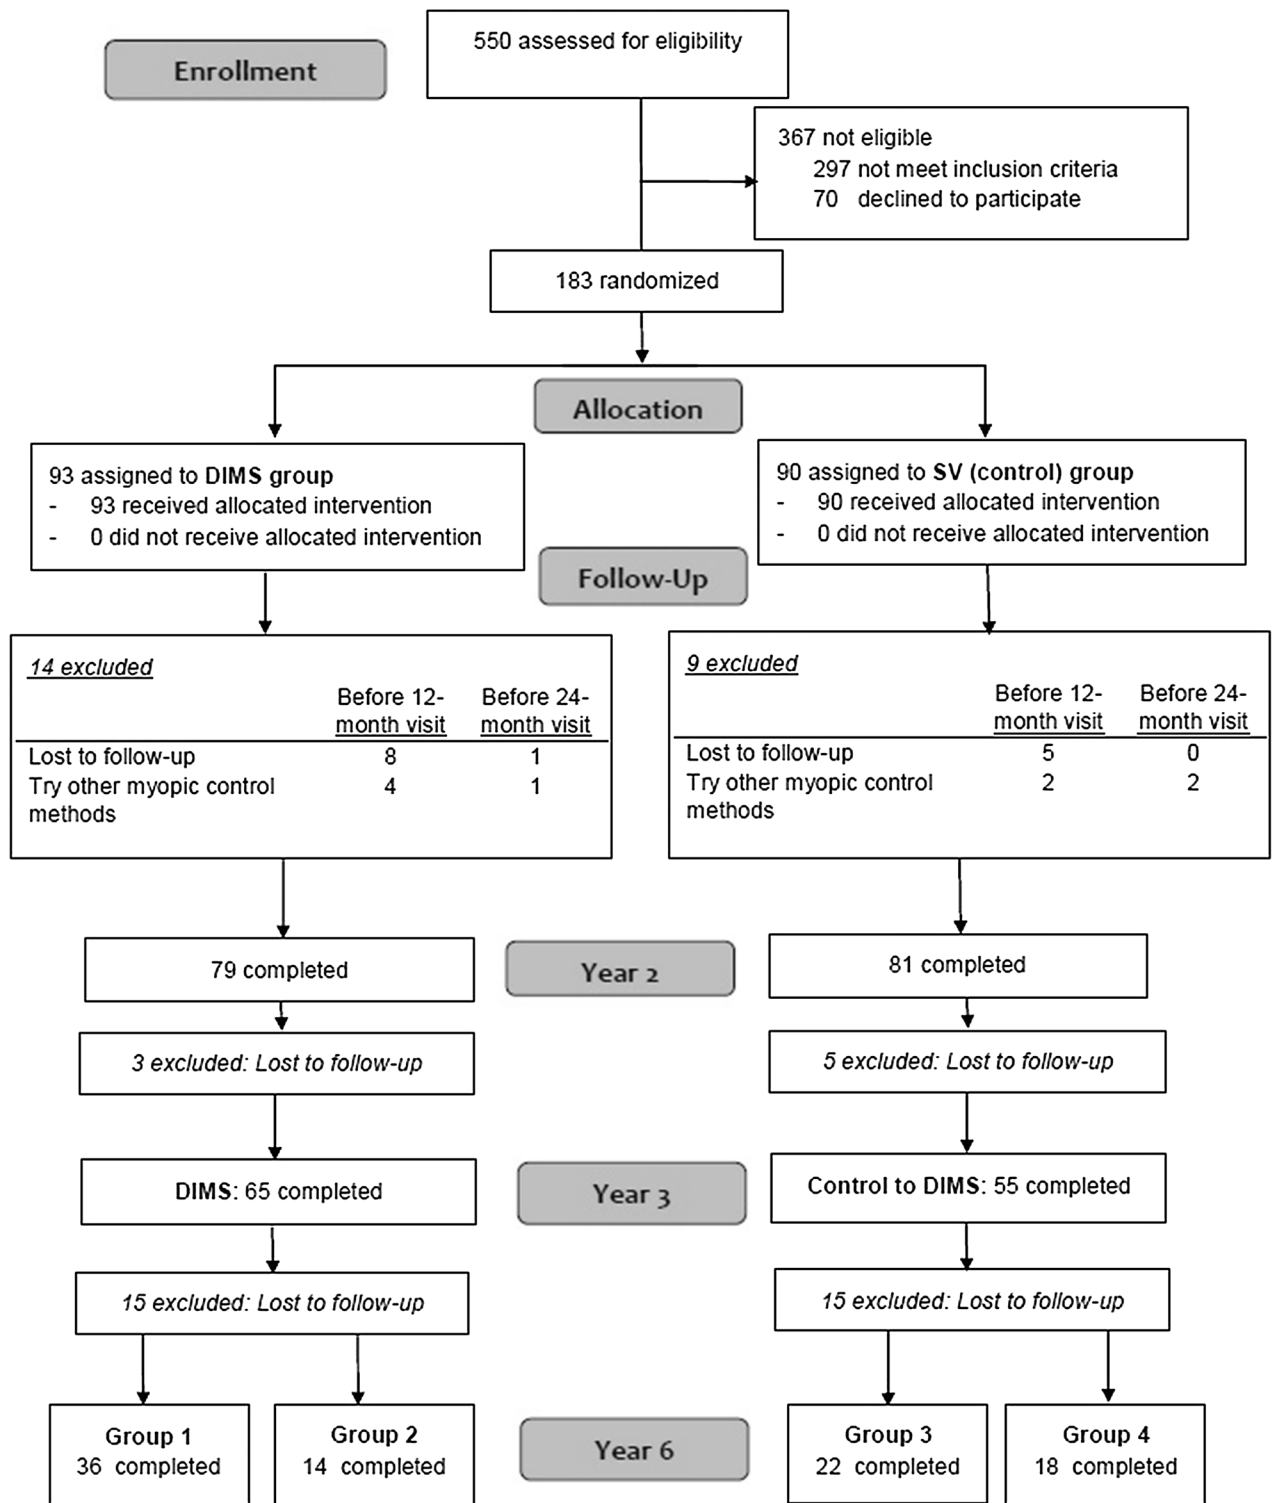 550 assessed for eligibility
Enrollment
367 not eligible
297 not meet inclusion criteria
70 declined to participate
183 randomized
Allocation
93 assigned to DIMS group
- 93 received allocated intervention
- 0 did not receive allocated intervention
90 assigned to SV (control) group
- 90 received allocated intervention
- 0 did not receive allocated intervention
Follow-Up
14 excluded
Before 12- Before 24-
month visit month visit
Lost to follow-up 8 1
Try other myopic control 4 1
methods
9 excluded
Before 12- Before 24-
month visit month visit
Lost to follow-up 5 0
Try other myopic control 2 2
methods
79 completed
Year 2
81 completed
3 excluded: Lost to follow-up
5 excluded: Lost to follow-up
DIMS: 65 completed
Year 3
Control to DIMS: 55 completed
15 excluded: Lost to follow-up
15 excluded: Lost to follow-up
Group 1
36 completed
Group 2
14 completed
Year 6
Group 3
22 completed
Group 4
18 completed